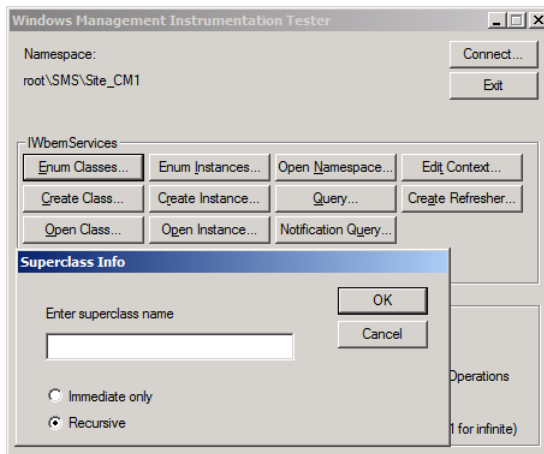 Windows Management Instrumentation Tester
Namespace:
root\SMS\Site_CM1
Connect...
Exit
IWbemServices
Enum Classes... Enum Instances... Open Namespace... Edit Context...
Create Class... Create Instance... Query... Create Refresher...
Open Class... Open Instance... Notification Query...
Superclass Info
Enter superclass name
OK
Cancel
Immediate only
Recursive
Operations
1 for infinite)